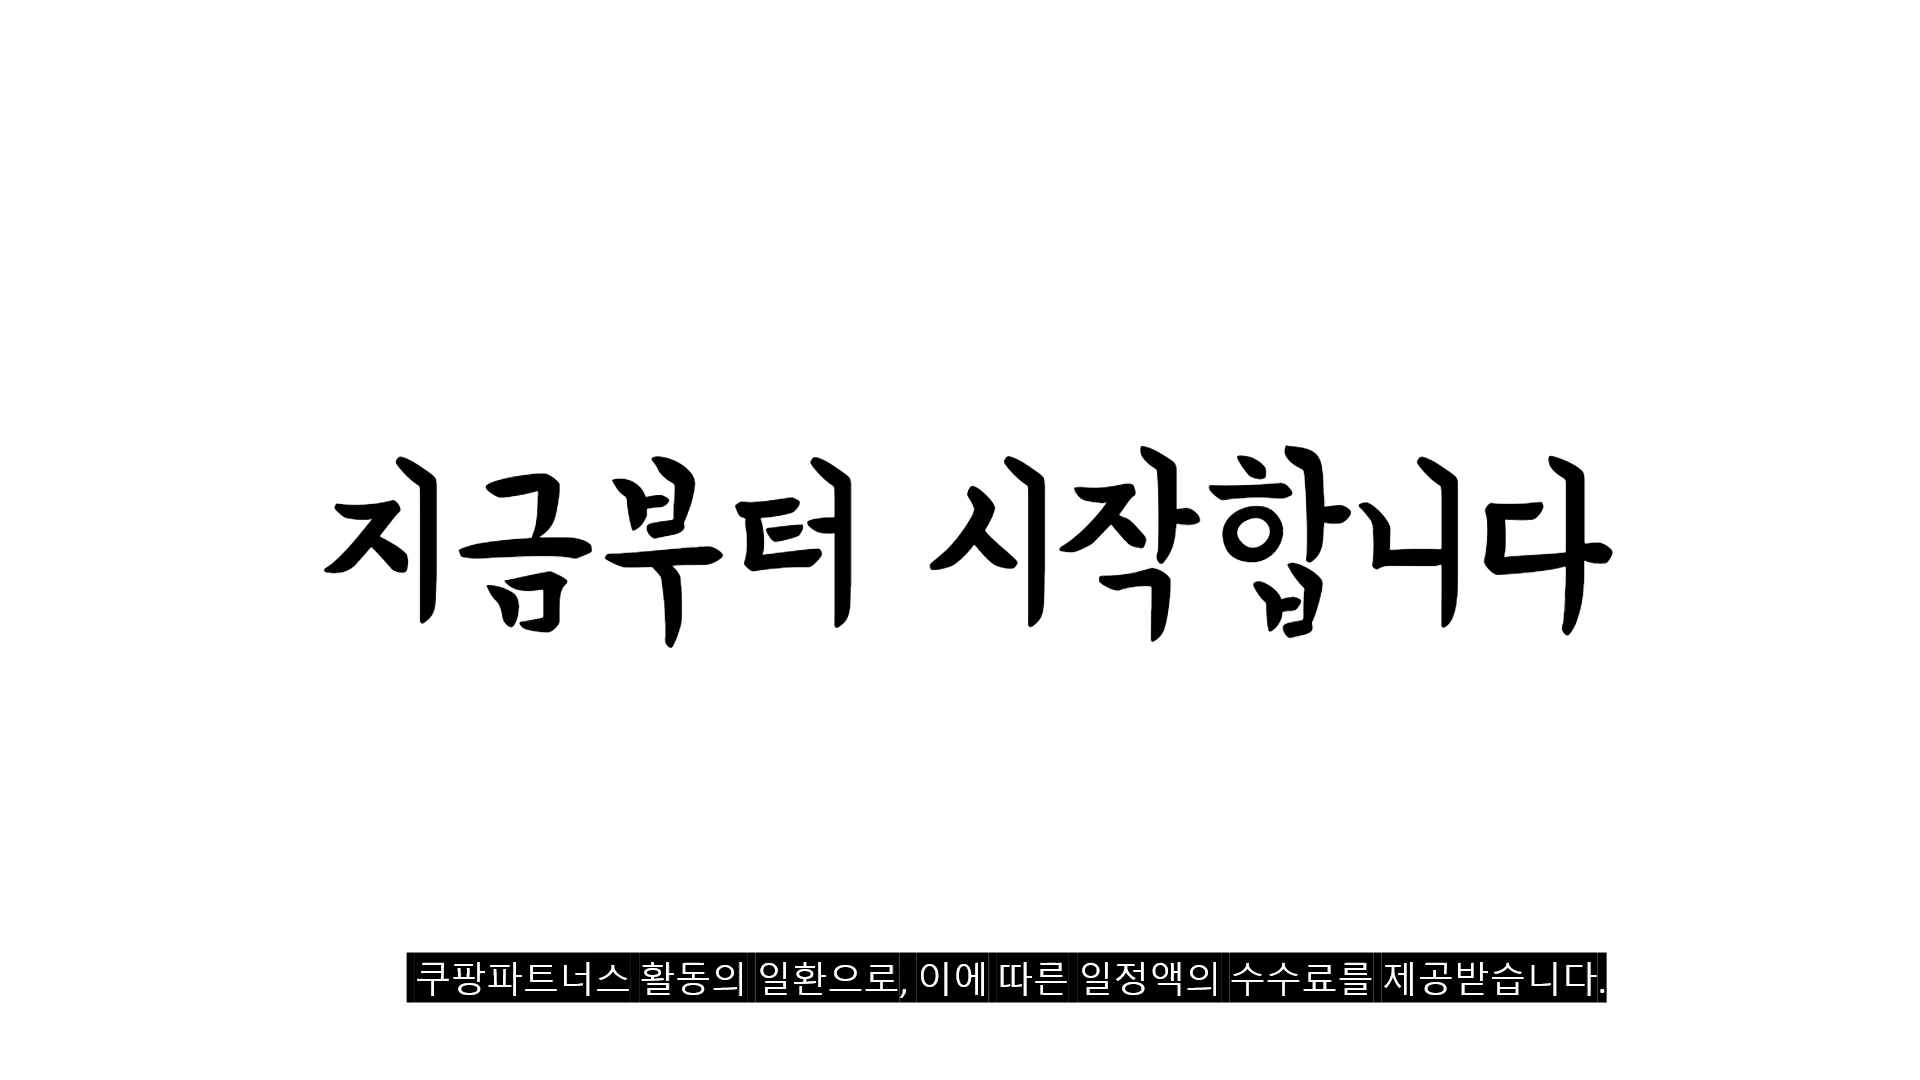 지금부터 시작합니다
쿠팡파트너스 활동의 일환으로, 이에 따른 일정액의 수수료를 제공받습니다.